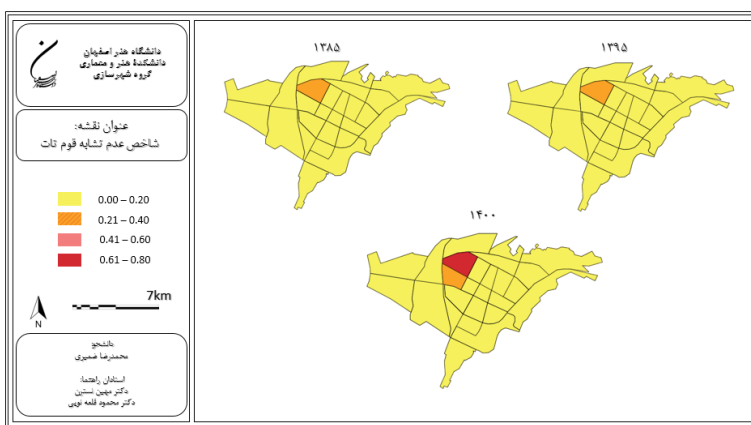 دانشگاه هنر اصفهان
دانشکدهٔ هنر و معماری
گروه شهرسازی
عنوان نقشه:
شاخص عدم تشابه قوم تات
0.00 – 0.20
0.21 – 0.40
0.41 – 0.60
0.61 – 0.80
7km
N
دانشجو:
محمدرضا ضمیری
استادان راهنما:
دکتر مهین نسترن
دکتر محمود قلعه نویی
۱۳۸۵
۱۳۹۵
۱۴۰۰